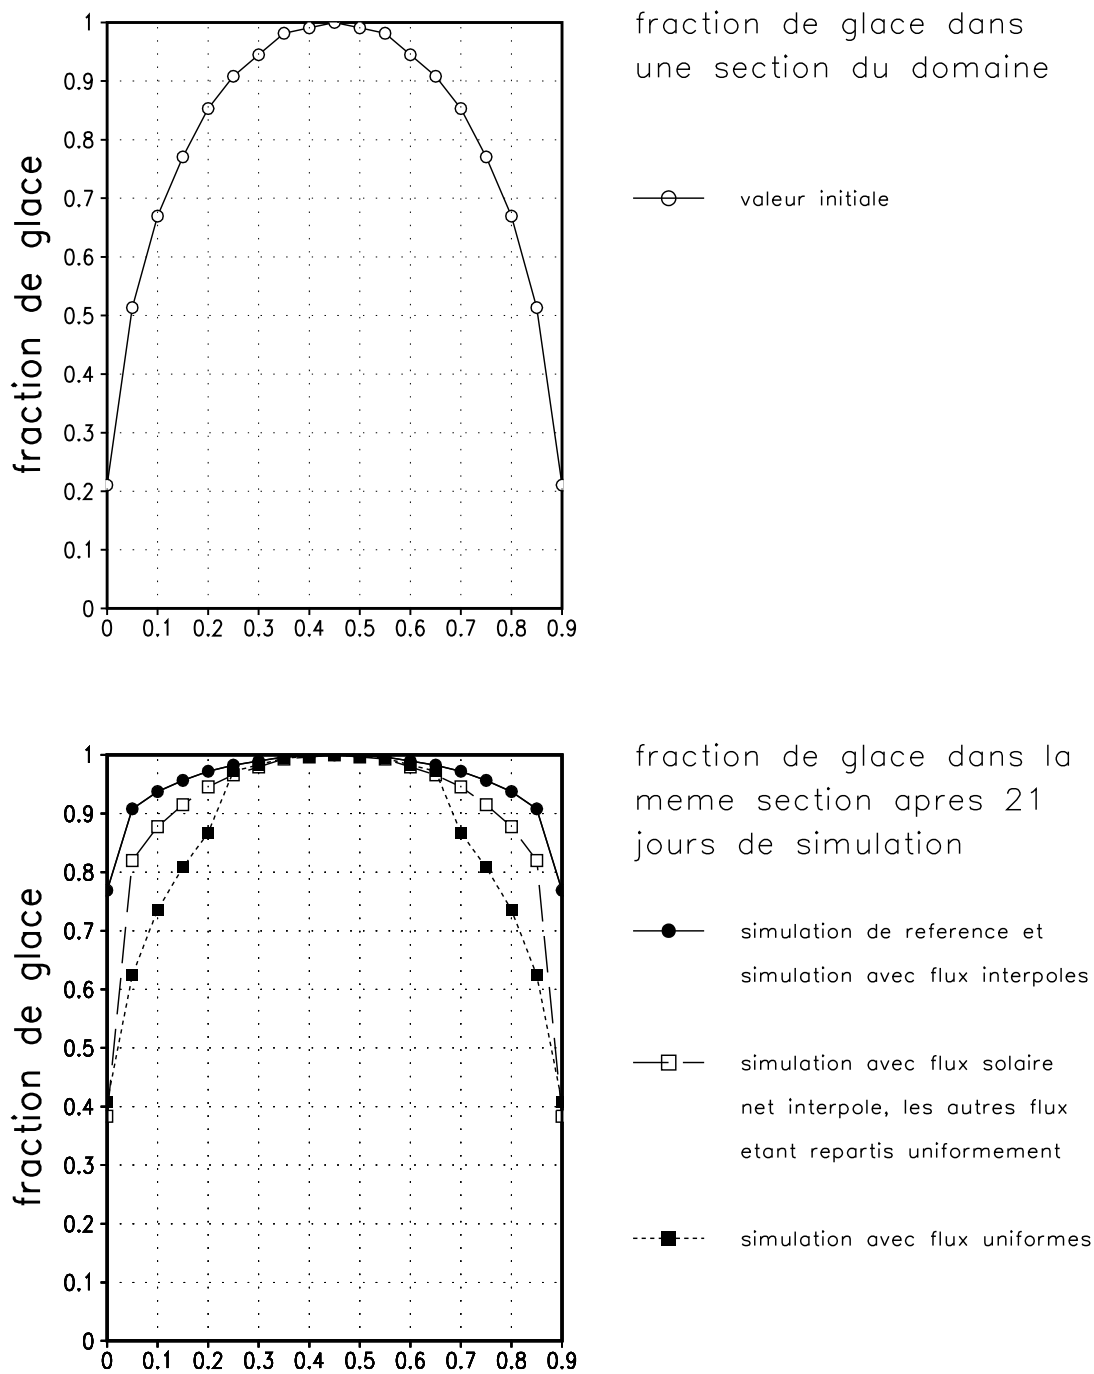 fraction de glace dans
une section du domaine
valeur initiale
fraction de glace
1
0.9
0.8
0.7
0.6
0.5
0.4
0.3
0.2
0.1
0
0 0.1 0.2 0.3 0.4 0.5 0.6 0.7 0.8 0.9
fraction de glace dans la
meme section apres 21
jours de simulation
simulation de reference et
simulation avec flux interpoles
simulation avec flux solaire
net interpole, les autres flux
etant repartis uniformement
simulation avec flux uniformes
fraction de glace
1
0.9
0.8
0.7
0.6
0.5
0.4
0.3
0.2
0.1
0
0 0.1 0.2 0.3 0.4 0.5 0.6 0.7 0.8 0.9